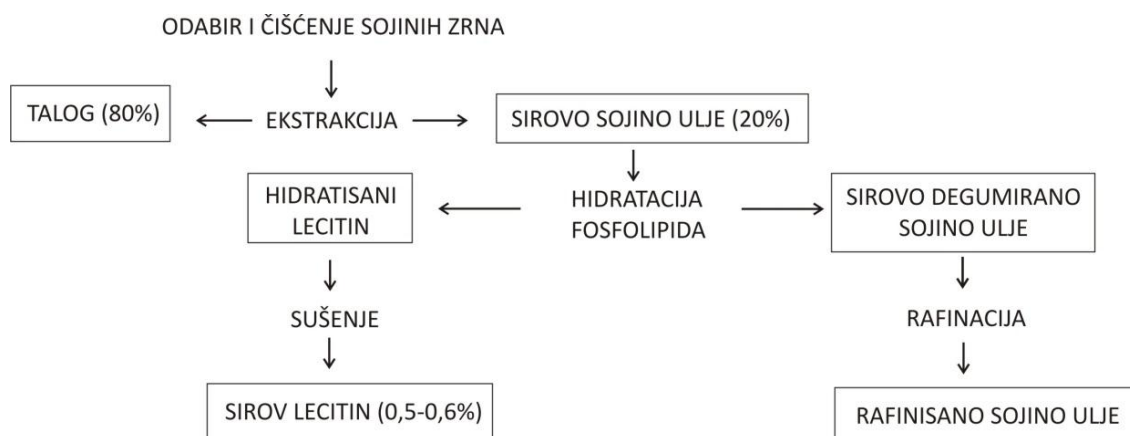 ODABIR I ČIŠĆENJE SOJINIH ZRNA
TALOG (80%)
EKSTRAKCIJA
SIROVO SOJINO ULJE (20%)
HIDRATISANI
LECITIN
HIDRATACIJA
FOSFOLIPIDA
SIROVO DEGUMIRANO
SOJINO ULJE
SUŠENJE
RAFINACIJA
SIROV LECITIN (0,5-0,6%)
RAFINISANO SOJINO ULJE